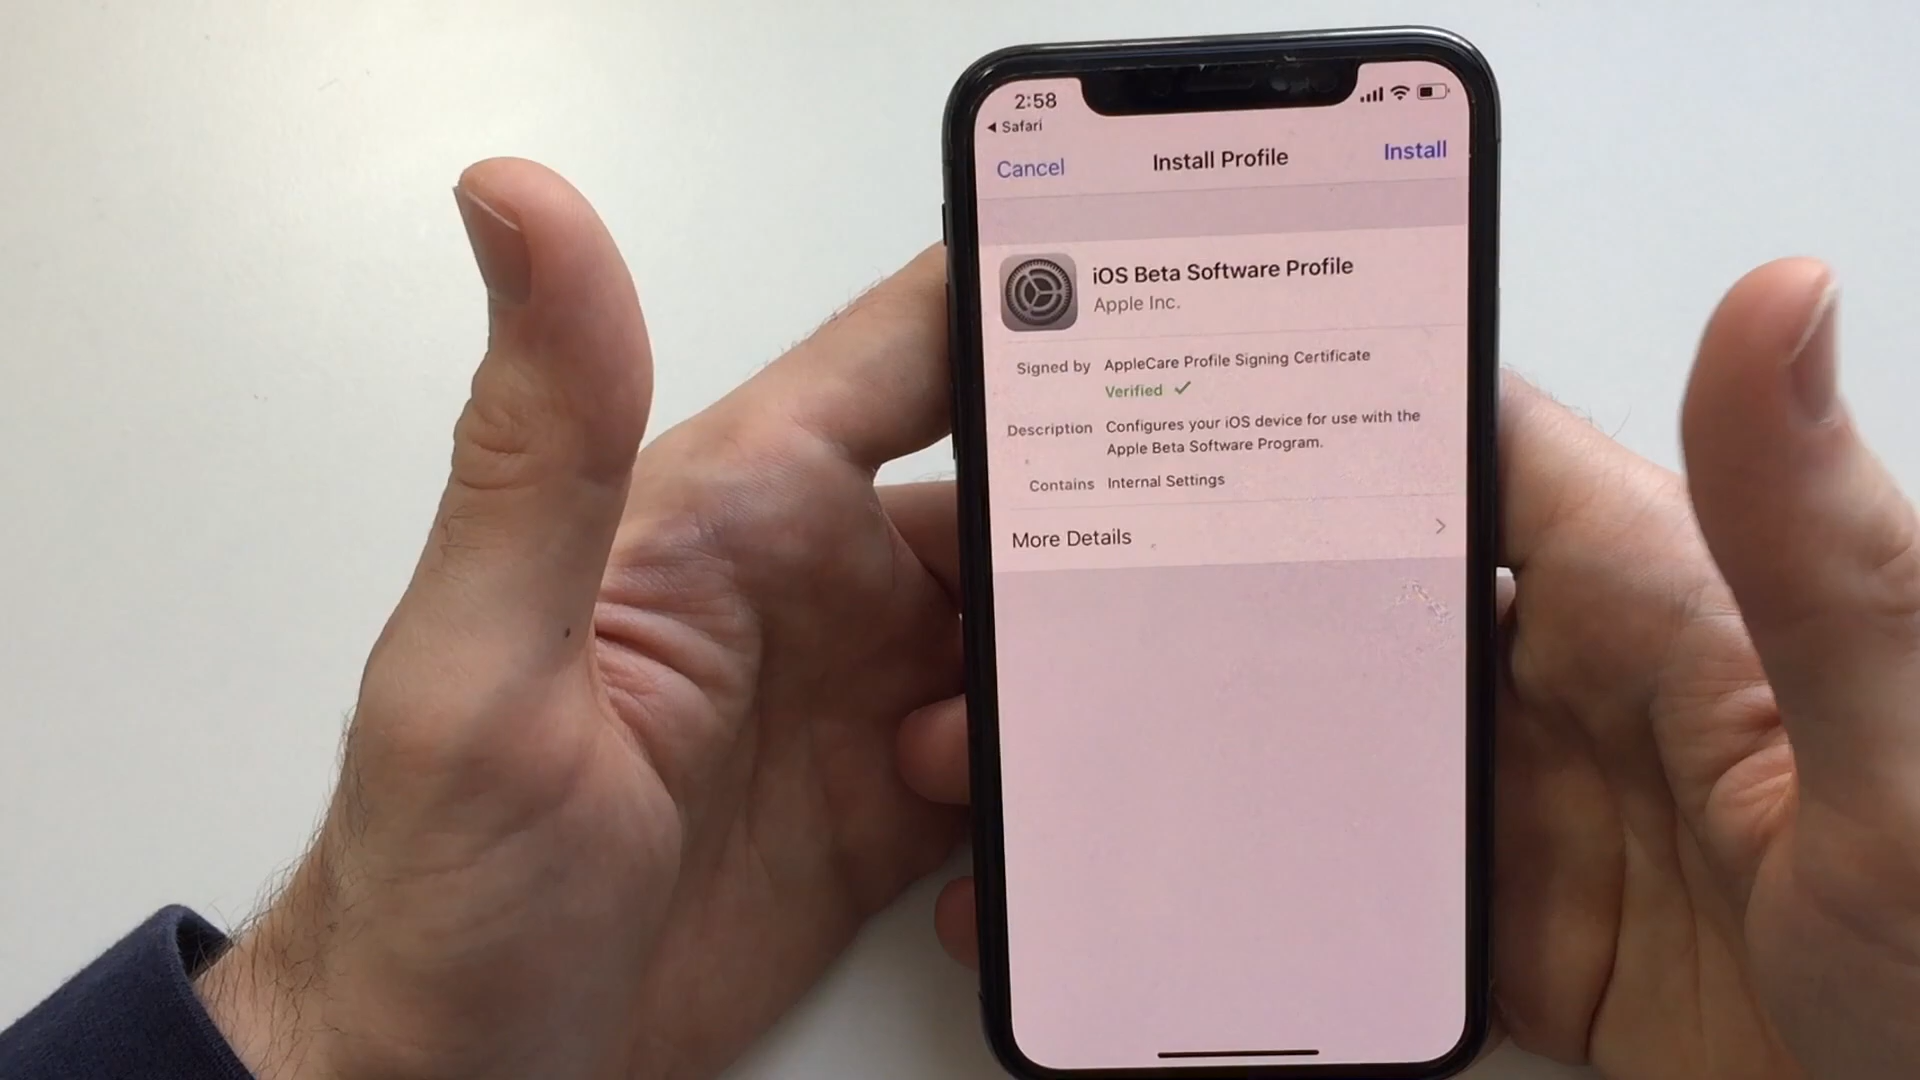 2:58
◀ Safari
Cancel
Install Profile
Install
iOS Beta Software Profile
Apple Inc.
Signed by AppleCare Profile Signing Certificate
Verified ✓
Description Configures your iOS device for use with the
Apple Beta Software Program.
Contains Internal Settings
More Details